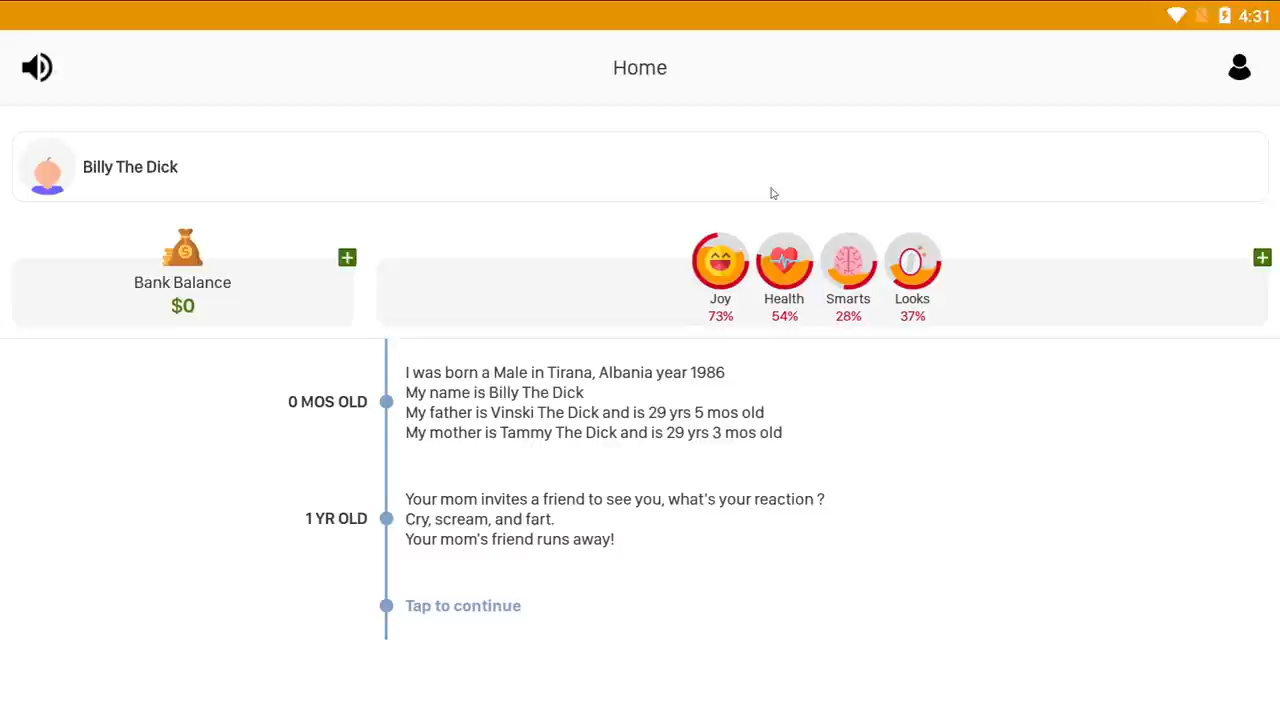 4:31
Home
Billy The Dick
Bank Balance
$0
Joy
73%
Health
54%
Smarts
28%
Looks
37%
0 MOS OLD
I was born a Male in Tirana, Albania year 1986
My name is Billy The Dick
My father is Vinski The Dick and is 29 yrs 5 mos old
My mother is Tammy The Dick and is 29 yrs 3 mos old
1 YR OLD
Your mom invites a friend to see you, what's your reaction ?
Cry, scream, and fart.
Your mom's friend runs away!
Tap to continue